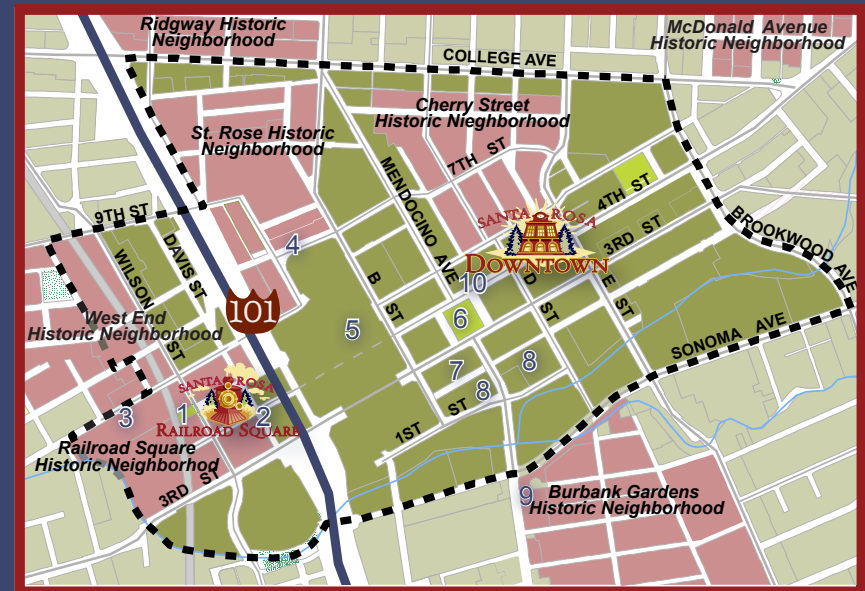 Ridgway Historic
Neighborhood
McDonald Avenue
Historic Neighborhood
COLLEGE AVE
Cherry Street
Historic Nieghborhood
St. Rose Historic
Neighborhood
7TH ST
MENDOCINO AVE
4TH ST
SANTA ROSA
DOWNTOWN
3RD ST
BROOKWOOD AVE
9TH ST
DAVIS ST
WILSON ST
4
B ST
10
D ST
E ST
101
5
6
West End
Historic Neighborhood
SONOMA AVE
7
8
8
SANTA ROSA
RAILROAD SQUARE
3
1
2
1ST ST
Railroad Square
Historic Neighborhod
3RD ST
9
Burbank Gardens
Historic Neighborhood